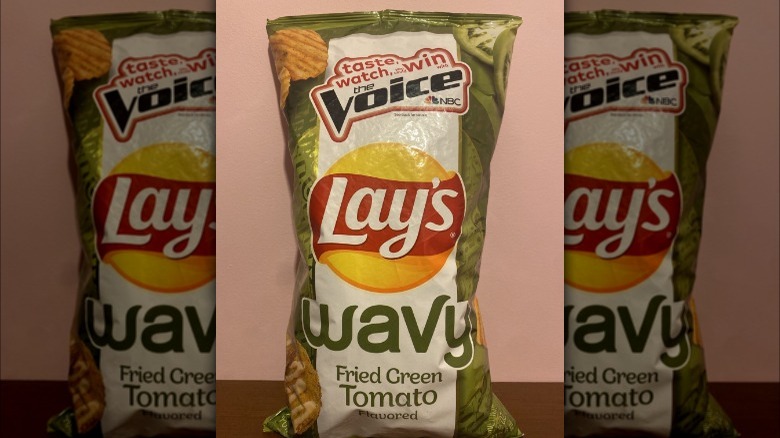 taste.
watch. win
the
Voice
NBC
Lay's
wavy
Fried Green
Tomato
Flavored